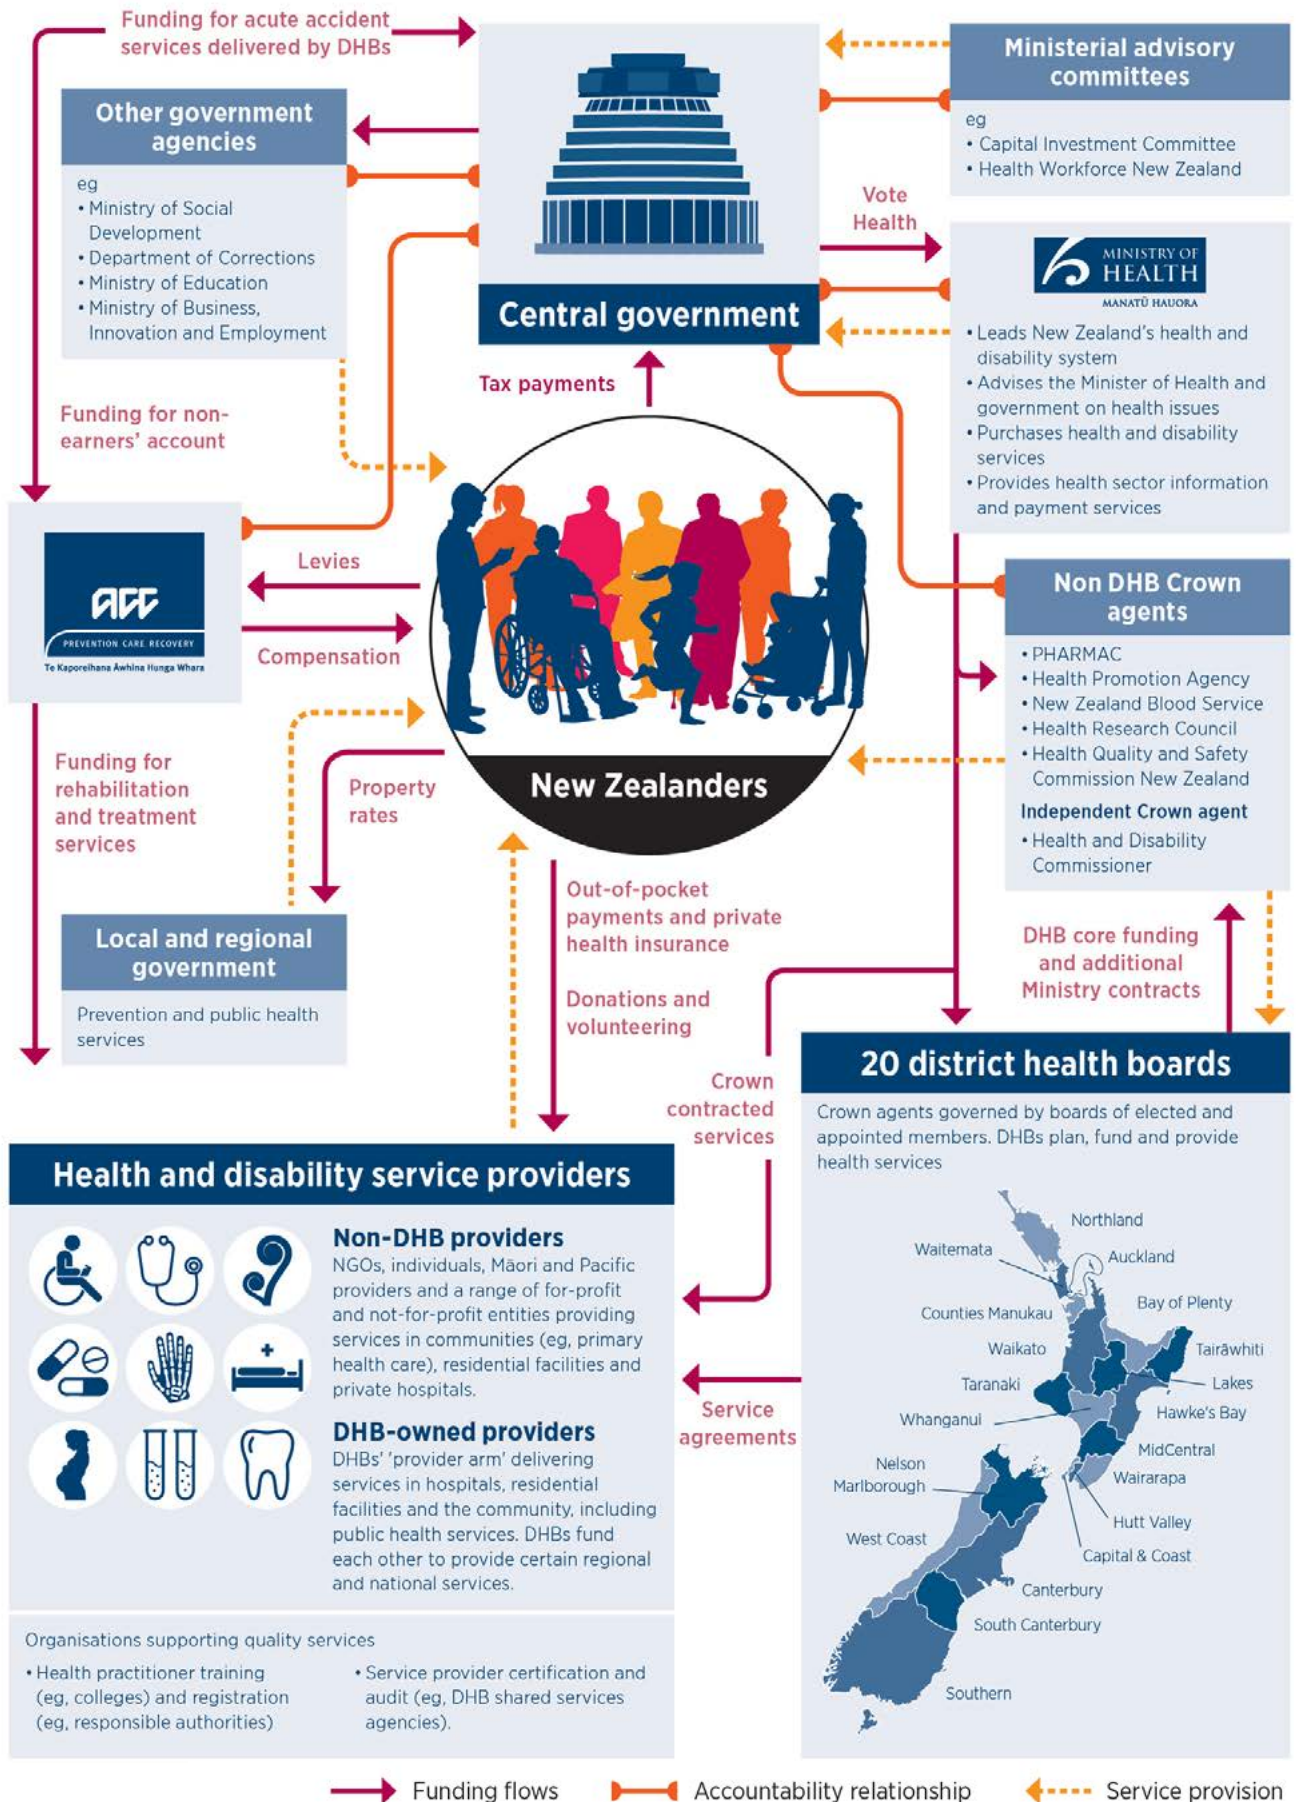 Funding for acute accident
services delivered by DHBs
Ministerial advisory
committees
eg
• Capital Investment Committee
• Health Workforce New Zealand
Other government
agencies
eg
• Ministry of Social
Development
• Department of Corrections
• Ministry of Education
• Ministry of Business,
Innovation and Employment
Central government
Vote
Health
MINISTRY OF
HEALTH
MANATŪ HAUORA
• Leads New Zealand's health and
disability system
• Advises the Minister of Health and
government on health issues
• Purchases health and disability
services
• Provides health sector information
and payment services
Tax payments
Funding for non-
earners' account
ACC
PREVENTION CARE RECOVERY
Te Kaporeihana Āwhina Hunga Whara
Levies
Compensation
New Zealanders
Non DHB Crown
agents
• PHARMAC
• Health Promotion Agency
• New Zealand Blood Service
• Health Research Council
• Health Quality and Safety
Commission New Zealand
Independent Crown agent
• Health and Disability
Commissioner
Funding for
rehabilitation
and treatment
services
Property
rates
Local and regional
government
Prevention and public health
services
Out-of-pocket
payments and private
health insurance
Donations and
volunteering
DHB core funding
and additional
Ministry contracts
Crown
contracted
services
20 district health boards
Crown agents governed by boards of elected and
appointed members. DHBs plan, fund and provide
health services
Northland
Waitemata
Auckland
Counties Manukau
Bay of Plenty
Waikato
Tairāwhiti
Taranaki
Lakes
Whanganui
Hawke's Bay
MidCentral
Nelson
Marlborough
Wairarapa
Hutt Valley
West Coast
Capital & Coast
Canterbury
South Canterbury
Southern
Health and disability service providers
Non-DHB providers
NGOs, individuals, Māori and Pacific
providers and a range of for-profit
and not-for-profit entities providing
services in communities (eg, primary
health care), residential facilities and
private hospitals.
DHB-owned providers
DHBs' 'provider arm' delivering
services in hospitals, residential
facilities and the community, including
public health services. DHBs fund
each other to provide certain regional
and national services.
Service
agreements
Organisations supporting quality services
• Health practitioner training
(eg, colleges) and registration
(eg, responsible authorities)
• Service provider certification and
audit (eg, DHB shared services
agencies).
Funding flows
Accountability relationship
Service provision